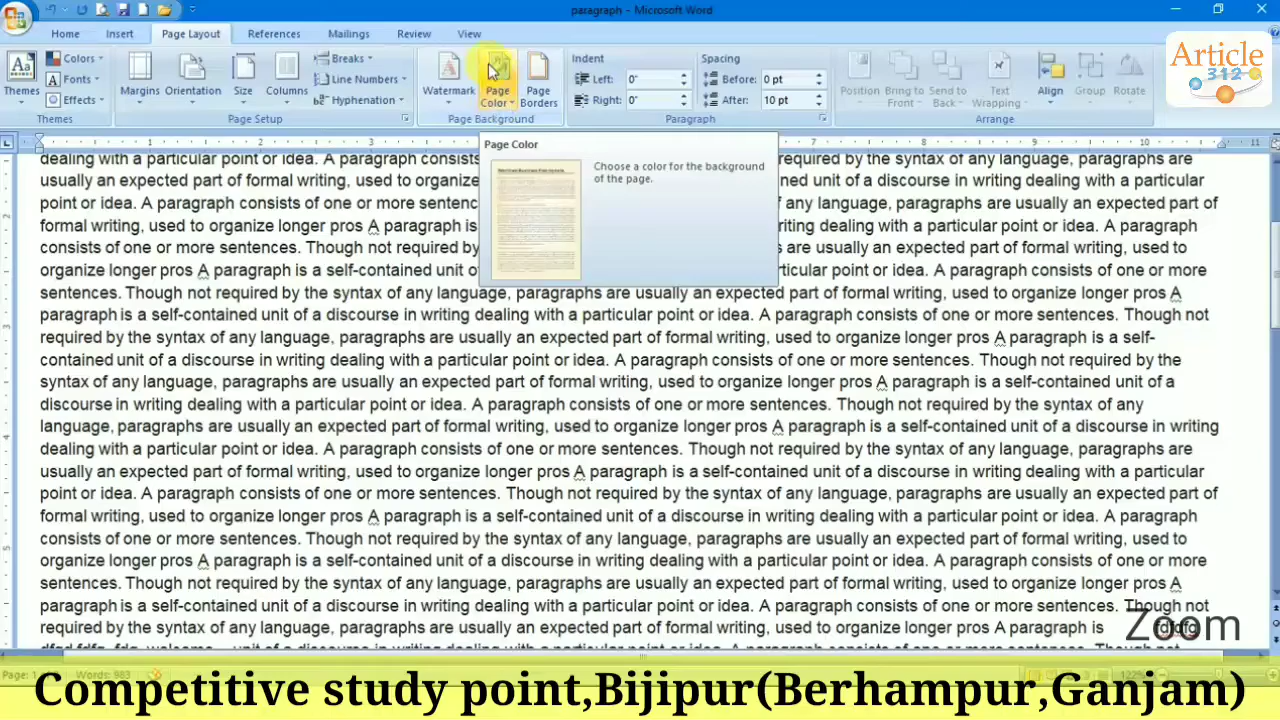 paragraph - Microsoft Word
Home Insert Page Layout References Mailings Review View
Article
312
Themes
Colors
Fonts
Effects
Themes
Margins
Orientation
Size
Columns
Breaks
Line Numbers
Hyphenation
Page Setup
Watermark
Page
Color
Page
Borders
Page Background
Indent
Left: 0"
Right: 0"
Spacing
Before: 0 pt
After: 10 pt
Paragraph
Position
Bring to
Front
Send to
Back
Text
Wrapping
Align
Group
Rotate
Arrange
1 2 3 7 8 9 10 11
Page Color
Choose a color for the background
of the page.
dealing with a particular point or idea. A paragraph consists required by the syntax of any language, paragraphs are
usually an expected part of formal writing, used to organize ned unit of a discourse in writing dealing with a particular
point or idea. A paragraph consists of one or more sentenc f any language, paragraphs are usually an expected part of
formal writing, used to organize longer pros A paragraph is riting dealing with a particular point or idea. A paragraph
consists of one or more sentences. Though not required by s are usually an expected part of formal writing, used to
organize longer pros A paragraph is a self-contained unit of rticular point or idea. A paragraph consists of one or more
sentences. Though not required by the syntax of any language, paragraphs are usually an expected part of formal writing, used to organize longer pros A
paragraph is a self-contained unit of a discourse in writing dealing with a particular point or idea. A paragraph consists of one or more sentences. Though not
required by the syntax of any language, paragraphs are usually an expected part of formal writing, used to organize longer pros A paragraph is a self-
contained unit of a discourse in writing dealing with a particular point or idea. A paragraph consists of one or more sentences. Though not required by the
syntax of any language, paragraphs are usually an expected part of formal writing, used to organize longer pros A paragraph is a self-contained unit of a
discourse in writing dealing with a particular point or idea. A paragraph consists of one or more sentences. Though not required by the syntax of any
language, paragraphs are usually an expected part of formal writing, used to organize longer pros A paragraph is a self-contained unit of a discourse in writing
dealing with a particular point or idea. A paragraph consists of one or more sentences. Though not required by the syntax of any language, paragraphs are
usually an expected part of formal writing, used to organize longer pros A paragraph is a self-contained unit of a discourse in writing dealing with a particular
point or idea. A paragraph consists of one or more sentences. Though not required by the syntax of any language, paragraphs are usually an expected part of
formal writing, used to organize longer pros A paragraph is a self-contained unit of a discourse in writing dealing with a particular point or idea. A paragraph
consists of one or more sentences. Though not required by the syntax of any language, paragraphs are usually an expected part of formal writing, used to
organize longer pros A paragraph is a self-contained unit of a discourse in writing dealing with a particular point or idea. A paragraph consists of one or more
sentences. Though not required by the syntax of any language, paragraphs are usually an expected part of formal writing, used to organize longer pros A
paragraph is a self-contained unit of a discourse in writing dealing with a particular point or idea. A paragraph consists of one or more sentences. Though not
required by the syntax of any language, paragraphs are usually an expected part of formal writing, used to organize longer pros A paragraph is
Zoom
Page: 1 Words: 983 122%
Competitive study point,Bijipur(Berhampur,Ganjam)